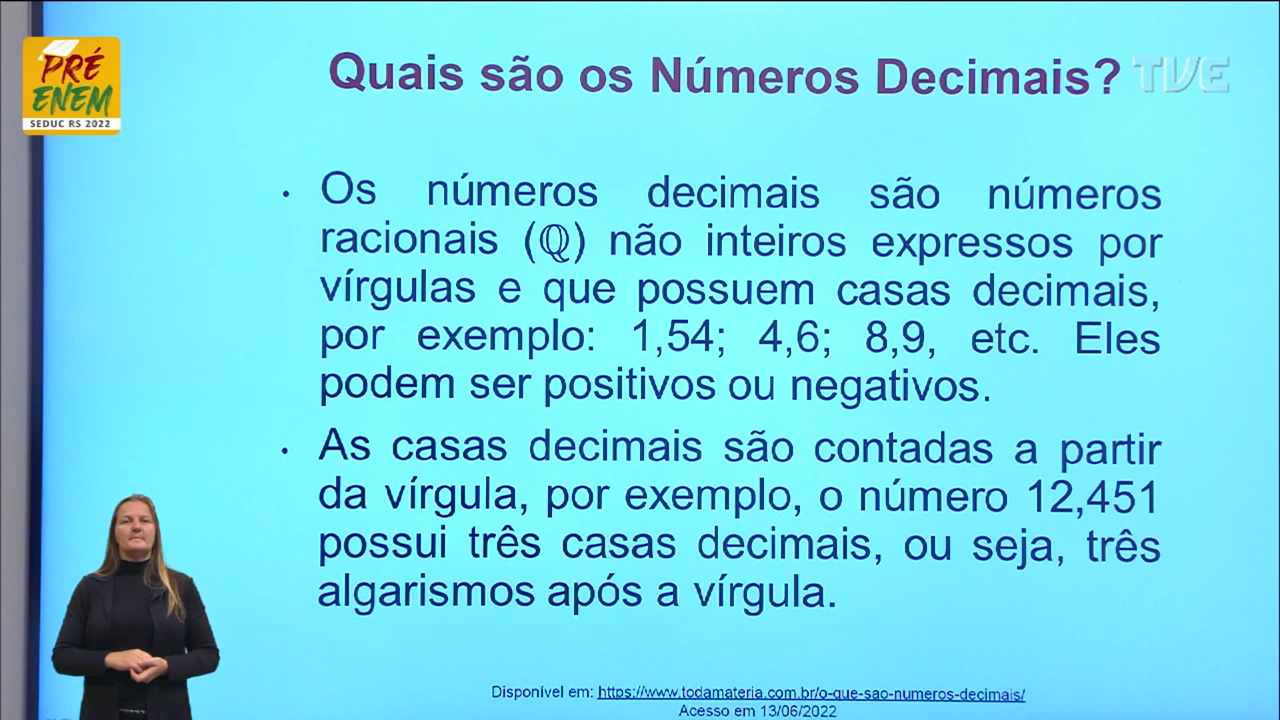 PRÉ
ENEM
SEDUC RS 2022
Quais são os Números Decimais?
TVE
• Os números decimais são números
racionais (ℚ) não inteiros expressos por
vírgulas e que possuem casas decimais,
por exemplo: 1,54; 4,6; 8,9, etc. Eles
podem ser positivos ou negativos.
• As casas decimais são contadas a partir
da vírgula, por exemplo, o número 12,451
possui três casas decimais, ou seja, três
algarismos após a vírgula.
Disponível em: https://www.todamateria.com.br/o-que-sao-numeros-decimais/
Acesso em 13/06/2022